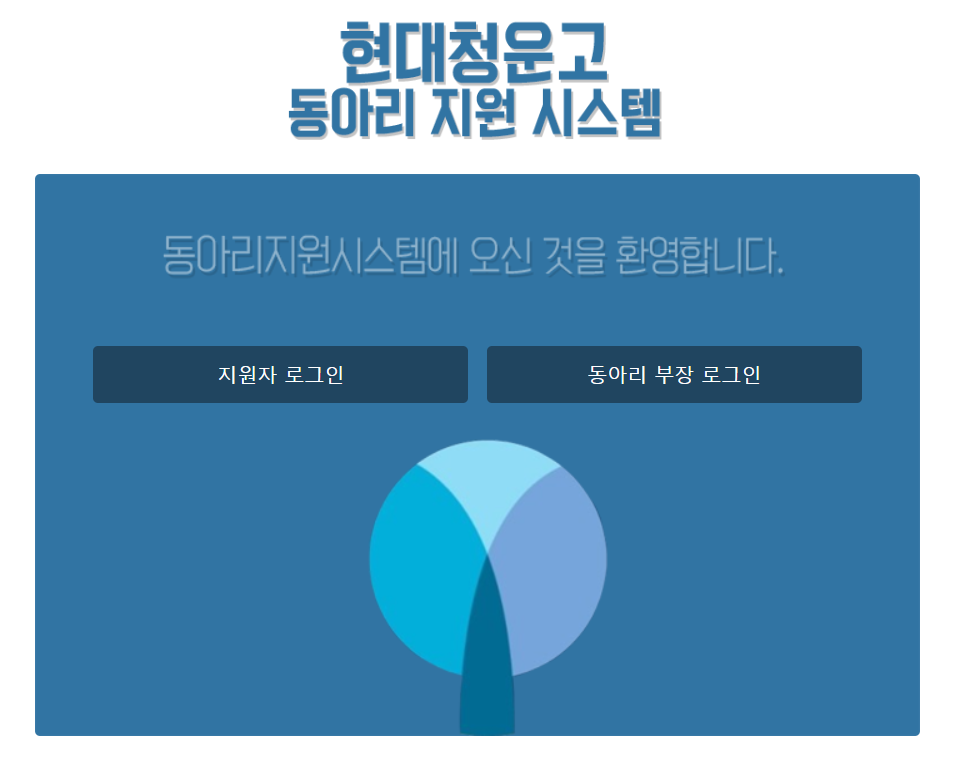 현대청운고
동아리 지원 시스템
동아리지원시스템에 오신 것을 환영합니다.
지원자 로그인
동아리 부장 로그인